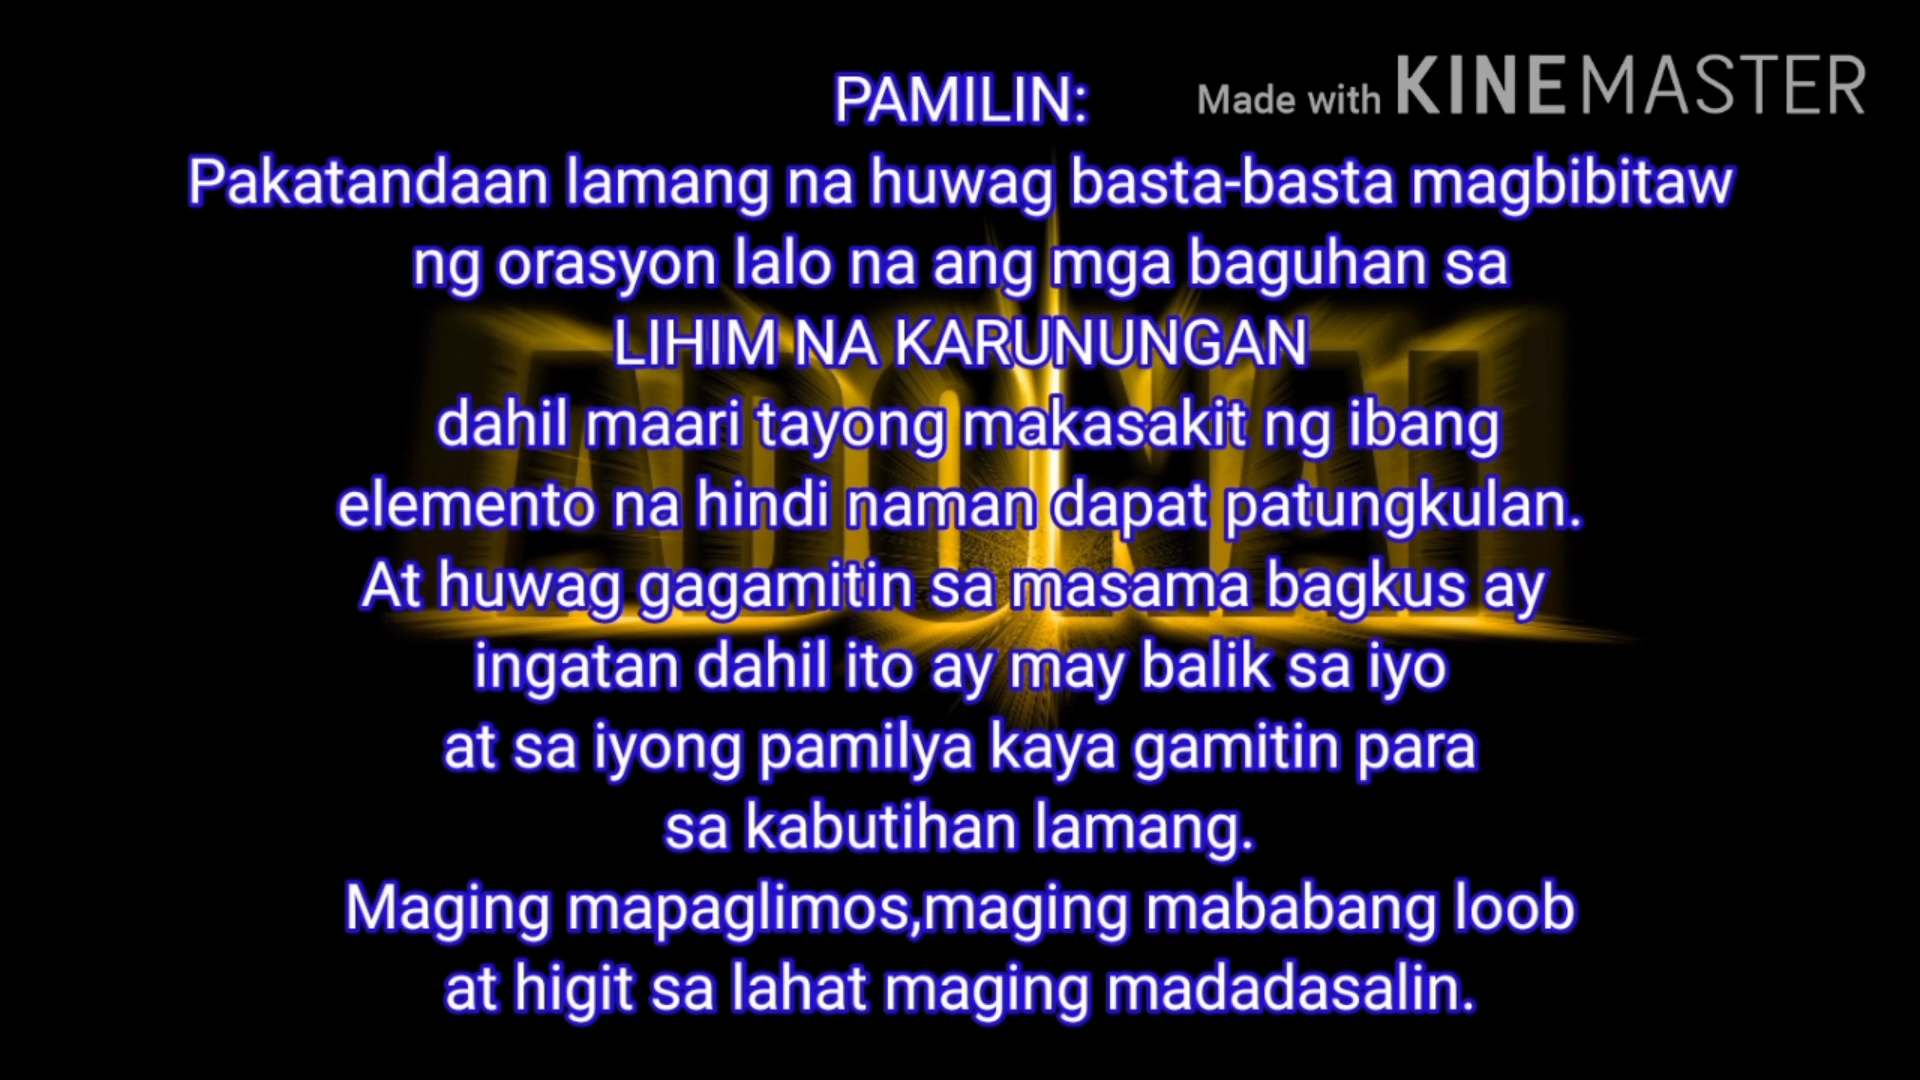 PAMILIN:
Made with KINEMASTER
Pakatandaan lamang na huwag basta-basta magbibitaw
ng orasyon lalo na ang mga baguhan sa
LIHIM NA KARUNUNGAN
dahil maari tayong makasakit ng ibang
elemento na hindi naman dapat patungkulan.
At huwag gagamitin sa masama bagkus ay
ingatan dahil ito ay may balik sa iyo
at sa iyong pamilya kaya gamitin para
sa kabutihan lamang.
Maging mapaglimos,maging mababang loob
at higit sa lahat maging madadasalin.
ADONAI